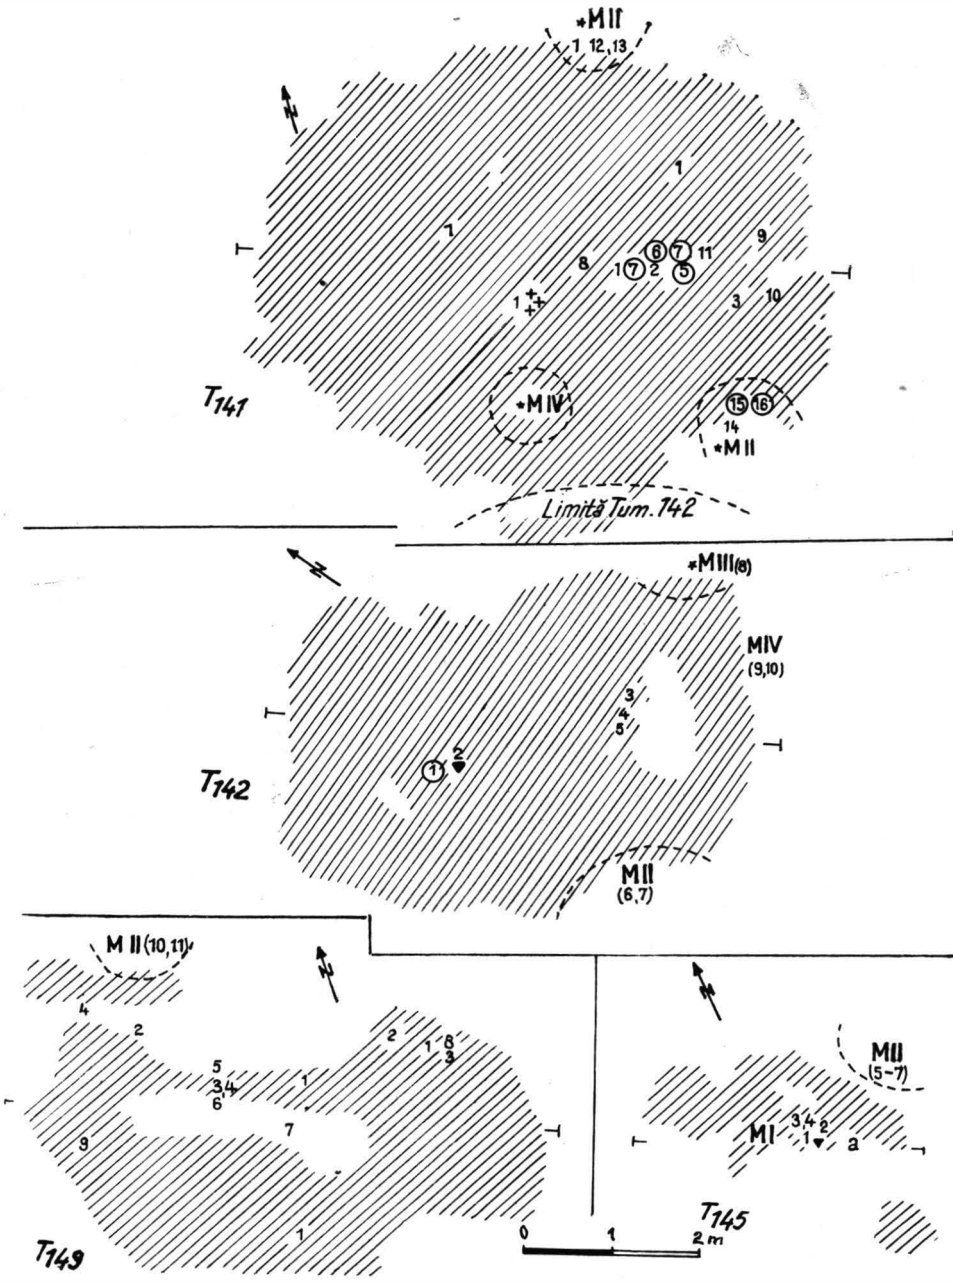 *M II
1 12,13
N
1
1
9
6 7 11
8 1 7 2 5
1
3 10
T141
*M IV
15 16
14
*M II
Limită Tum. 142
*M III (8)
N
M IV
(9,10)
3
4
5
2
1
T142
M II
(6,7)
M II (10,11)
N
4
2
2
1 8
3
5
3,4
6
1
7
9
1
T149
N
M II
(5-7)
3,4 2
M I 1
a
T145
0 1 2 m